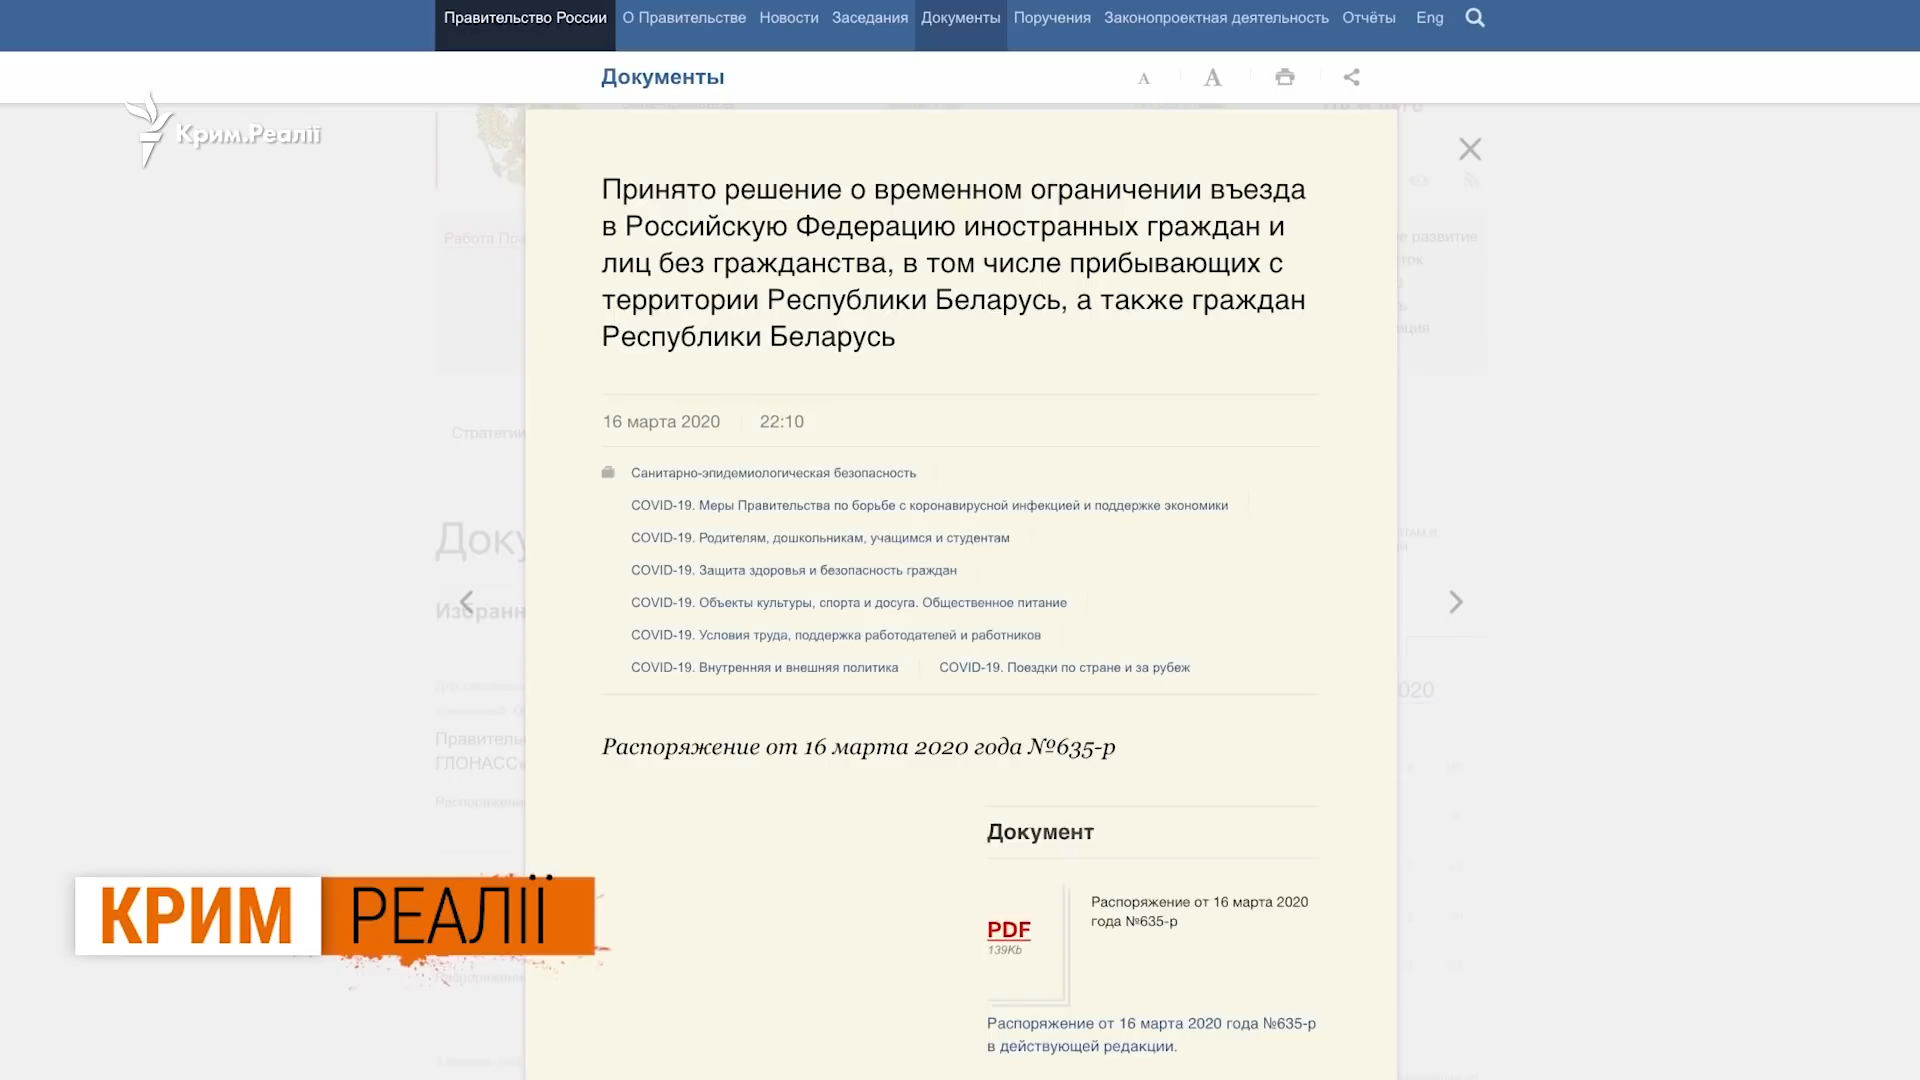 Правительство России О Правительстве Новости Заседания Документы Поручения Законопроектная деятельность Отчёты Eng
Документы
A A
Крим.Реалії
Принято решение о временном ограничении въезда
в Российскую Федерацию иностранных граждан и
лиц без гражданства, в том числе прибывающих с
территории Республики Беларусь, а также граждан
Республики Беларусь
Работа
развитие
16 марта 2020 22:10
Стратегии
Санитарно-эпидемиологическая безопасность
COVID-19. Меры Правительства по борьбе с коронавирусной инфекцией и поддержке экономики
COVID-19. Родителям, дошкольникам, учащимся и студентам
COVID-19. Защита здоровья и безопасность граждан
COVID-19. Объекты культуры, спорта и досуга. Общественное питание
COVID-19. Условия труда, поддержка работодателей и работников
COVID-19. Внутренняя и внешняя политика COVID-19. Поездки по стране и за рубеж
Распоряжение от 16 марта 2020 года №635-р
ГЛОНАСС
Документ
PDF
139Kb
Распоряжение от 16 марта 2020
года №635-р
Распоряжение от 16 марта 2020 года №635-р
в действующей редакции.
КРИМ РЕАЛІЇ